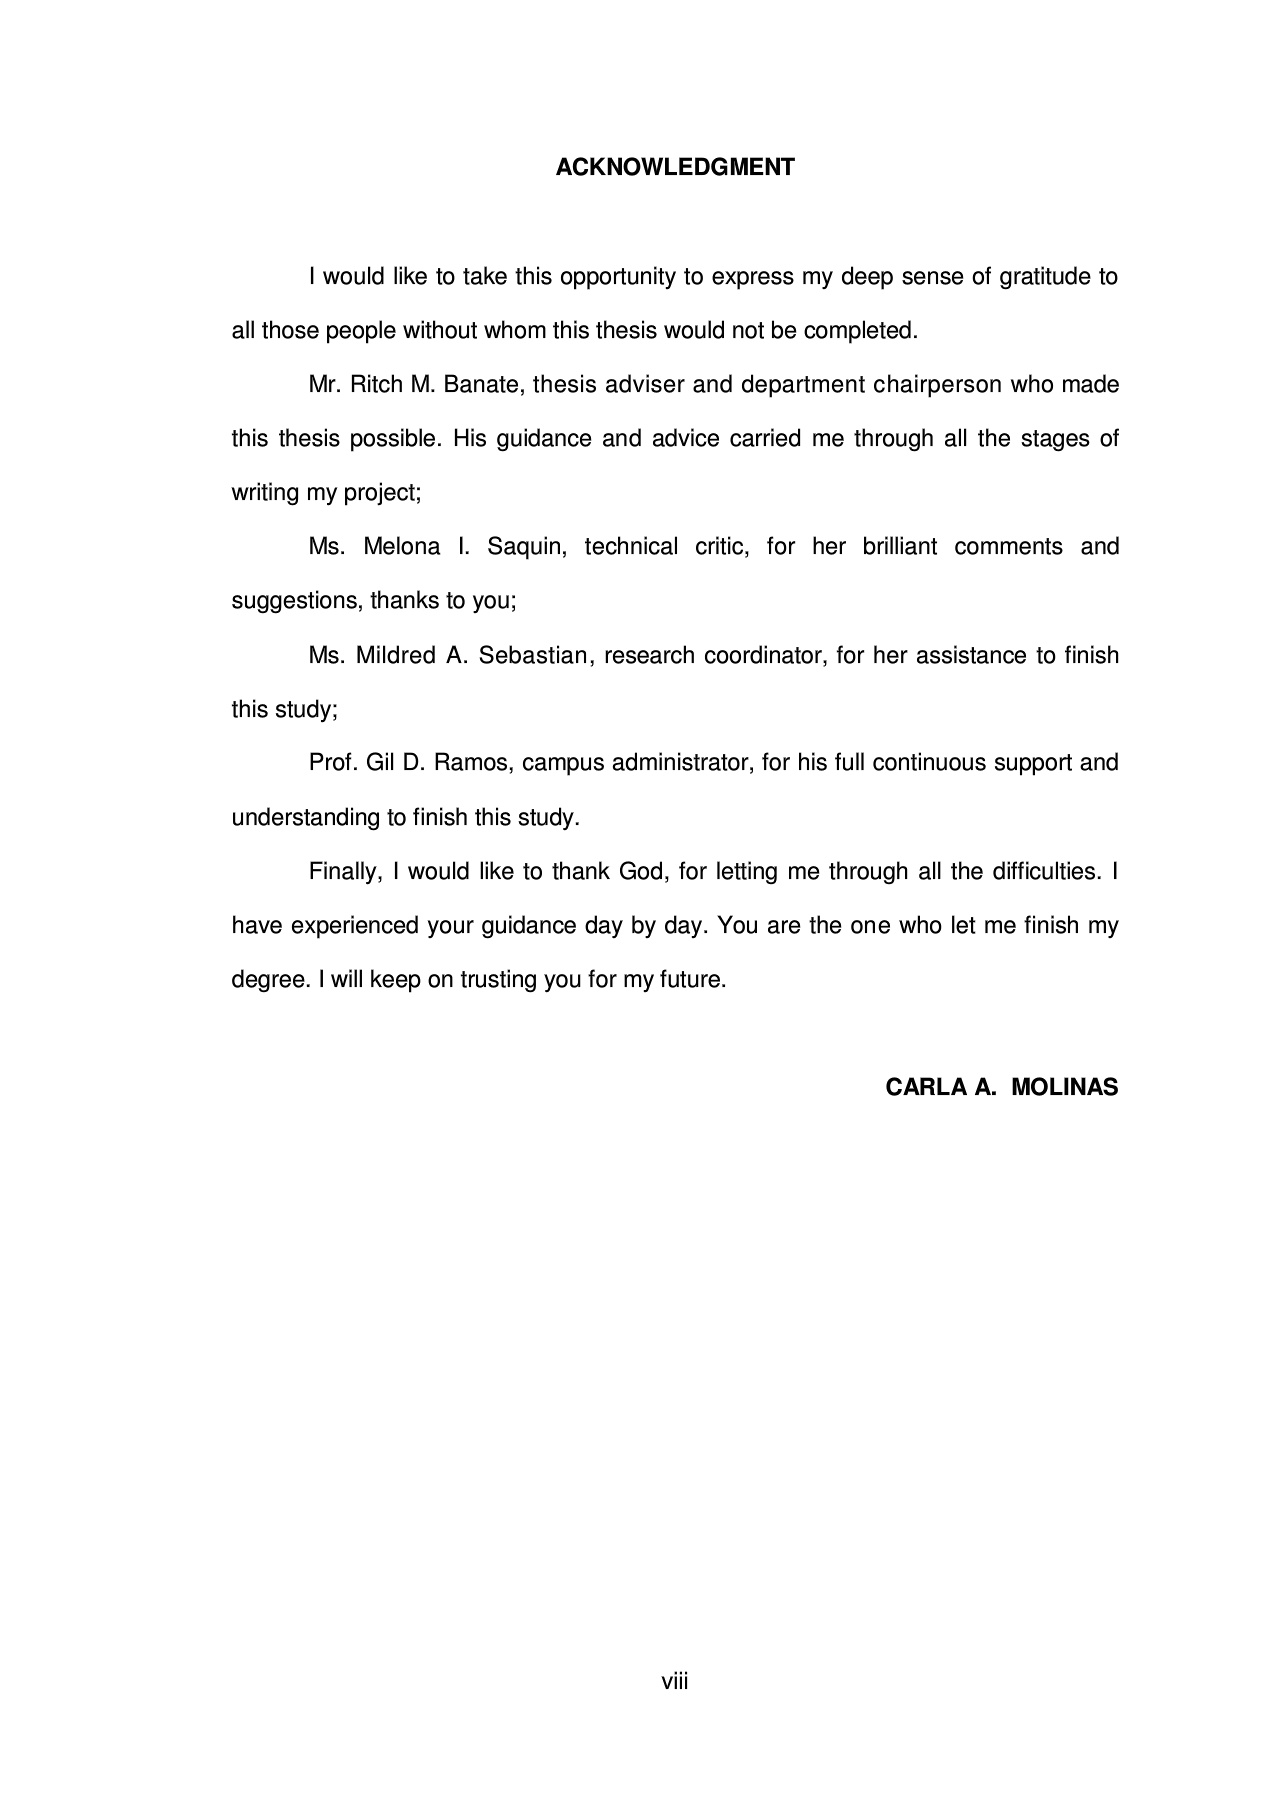 ACKNOWLEDGMENT
I would like to take this opportunity to express my deep sense of gratitude to
all those people without whom this thesis would not be completed.
Mr. Ritch M. Banate, thesis adviser and department chairperson who made
this thesis possible. His guidance and advice carried me through all the stages of
writing my project;
Ms. Melona I. Saquin, technical critic, for her brilliant comments and
suggestions, thanks to you;
Ms. Mildred A. Sebastian, research coordinator, for her assistance to finish
this study;
Prof. Gil D. Ramos, campus administrator, for his full continuous support and
understanding to finish this study.
Finally, I would like to thank God, for letting me through all the difficulties. I
have experienced your guidance day by day. You are the one who let me finish my
degree. I will keep on trusting you for my future.
CARLA A.  MOLINAS
viii